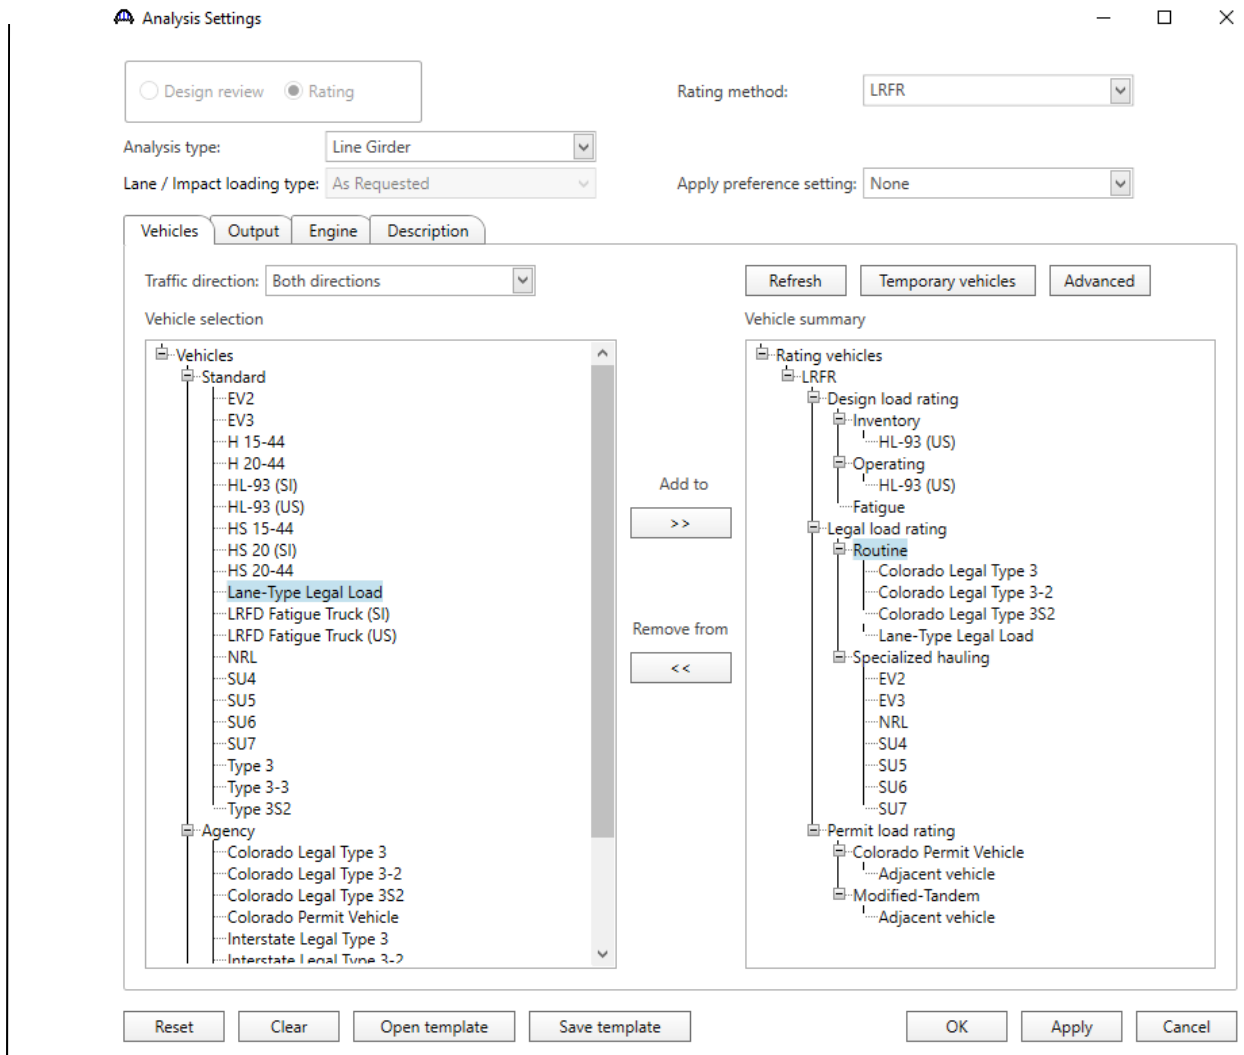 Analysis Settings
Design review Rating
Rating method: LRFR
Analysis type: Line Girder
Lane / Impact loading type: As Requested
Apply preference setting: None
Vehicles Output Engine Description
Traffic direction: Both directions
Refresh Temporary vehicles Advanced
Vehicle selection
Vehicles
Standard
EV2
EV3
H 15-44
H 20-44
HL-93 (SI)
HL-93 (US)
HS 15-44
HS 20 (SI)
HS 20-44
Lane-Type Legal Load
LRFD Fatigue Truck (SI)
LRFD Fatigue Truck (US)
NRL
SU4
SU5
SU6
SU7
Type 3
Type 3-3
Type 3S2
Agency
Colorado Legal Type 3
Colorado Legal Type 3-2
Colorado Legal Type 3S2
Colorado Permit Vehicle
Interstate Legal Type 3
Interstate Legal Type 3-2
Add to
>>
Remove from
<<
Vehicle summary
Rating vehicles
LRFR
Design load rating
Inventory
HL-93 (US)
Operating
HL-93 (US)
Fatigue
Legal load rating
Routine
Colorado Legal Type 3
Colorado Legal Type 3-2
Colorado Legal Type 3S2
Lane-Type Legal Load
Specialized hauling
EV2
EV3
NRL
SU4
SU5
SU6
SU7
Permit load rating
Colorado Permit Vehicle
Adjacent vehicle
Modified-Tandem
Adjacent vehicle
Reset Clear Open template Save template OK Apply Cancel